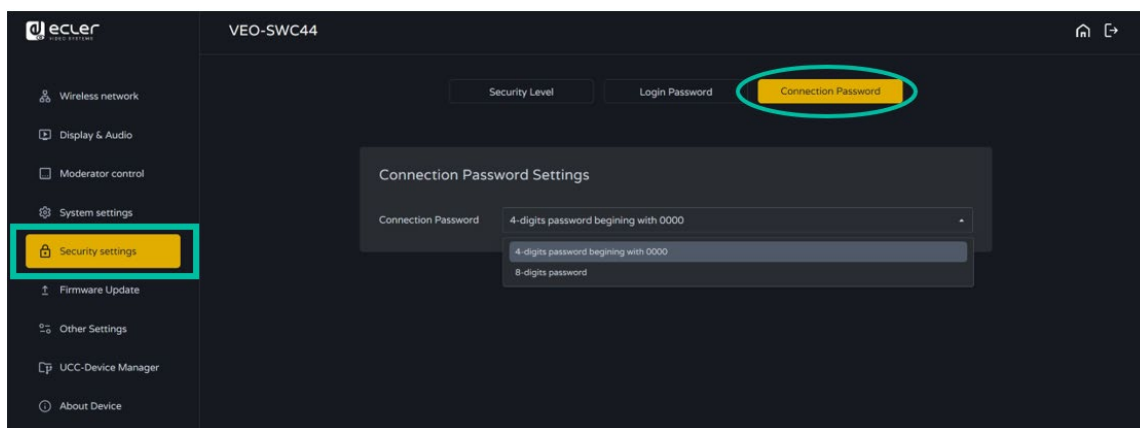 ecler
VIDEO SYSTEMS
VEO-SWC44
Wireless network
Display & Audio
Moderator control
System settings
Security settings
Firmware Update
Other Settings
UCC-Device Manager
About Device
Security Level
Login Password
Connection Password
Connection Password Settings
Connection Password
4-digits password begining with 0000
4-digits password begining with 0000
8-digits password